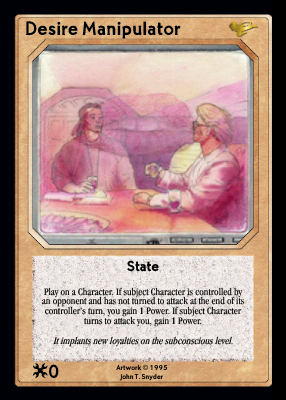 Desire Manipulator
State
Play on a Character. If subject Character is controlled by
an opponent and has not turned to attack at the end of its
controller's turn, you gain 1 Power. If subject Character
turns to attack you, gain 1 Power.
It implants new loyalties on the subconscious level.
Artwork © 1995
John T. Snyder
0